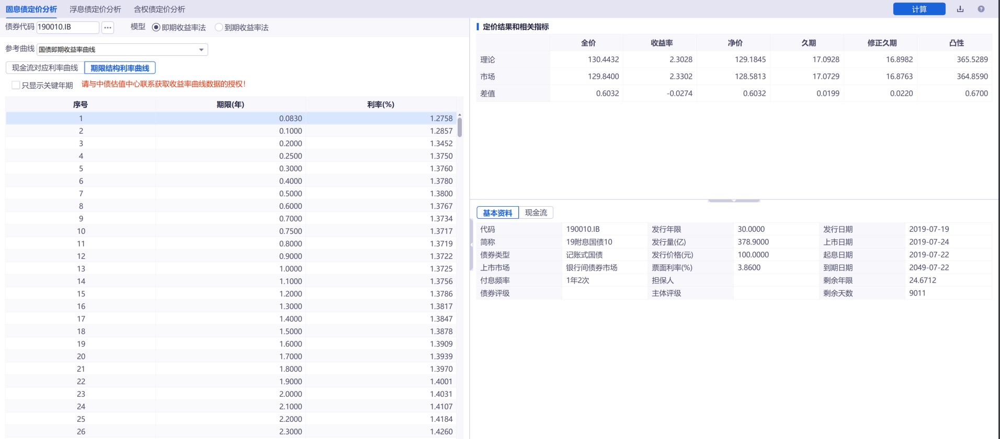 固息债定价分析 浮息债定价分析 含权债定价分析 计算
债券代码 190010.IB ... 模型 即期收益率法 到期收益率法
参考曲线 国债即期收益率曲线
现金流对应利率曲线 期限结构利率曲线
只显示关键年期 请与中债估值中心联系获取收益率曲线数据的授权!
序号 期限(年) 利率(%)
1 0.0830 1.2758
2 0.1000 1.2857
3 0.2000 1.3452
4 0.2500 1.3750
5 0.3000 1.3760
6 0.4000 1.3780
7 0.5000 1.3800
8 0.6000 1.3767
9 0.7000 1.3734
10 0.7500 1.3717
11 0.8000 1.3719
12 0.9000 1.3722
13 1.0000 1.3725
14 1.1000 1.3756
15 1.2000 1.3786
16 1.3000 1.3817
17 1.4000 1.3847
18 1.5000 1.3878
19 1.6000 1.3909
20 1.7000 1.3939
21 1.8000 1.3970
22 1.9000 1.4001
23 2.0000 1.4031
24 2.1000 1.4107
25 2.2000 1.4184
26 2.3000 1.4260
定价结果和相关指标
全价 收益率 净价 久期 修正久期 凸性
理论 130.4432 2.3028 129.1845 17.0928 16.8982 365.5289
市场 129.8400 2.3302 128.5813 17.0729 16.8763 364.8590
差值 0.6032 -0.0274 0.6032 0.0199 0.0220 0.6700
基本资料 现金流
代码 190010.IB 发行年限 30.0000 发行日期 2019-07-19
简称 19附息国债10 发行量(亿) 378.9000 上市日期 2019-07-24
债券类型 记账式国债 发行价格(元) 100.0000 起息日期 2019-07-22
上市市场 银行间债券市场 票面利率(%) 3.8600 到期日期 2049-07-22
付息频率 1年2次 担保人 剩余年限 24.6712
债券评级 主体评级 剩余天数 9011